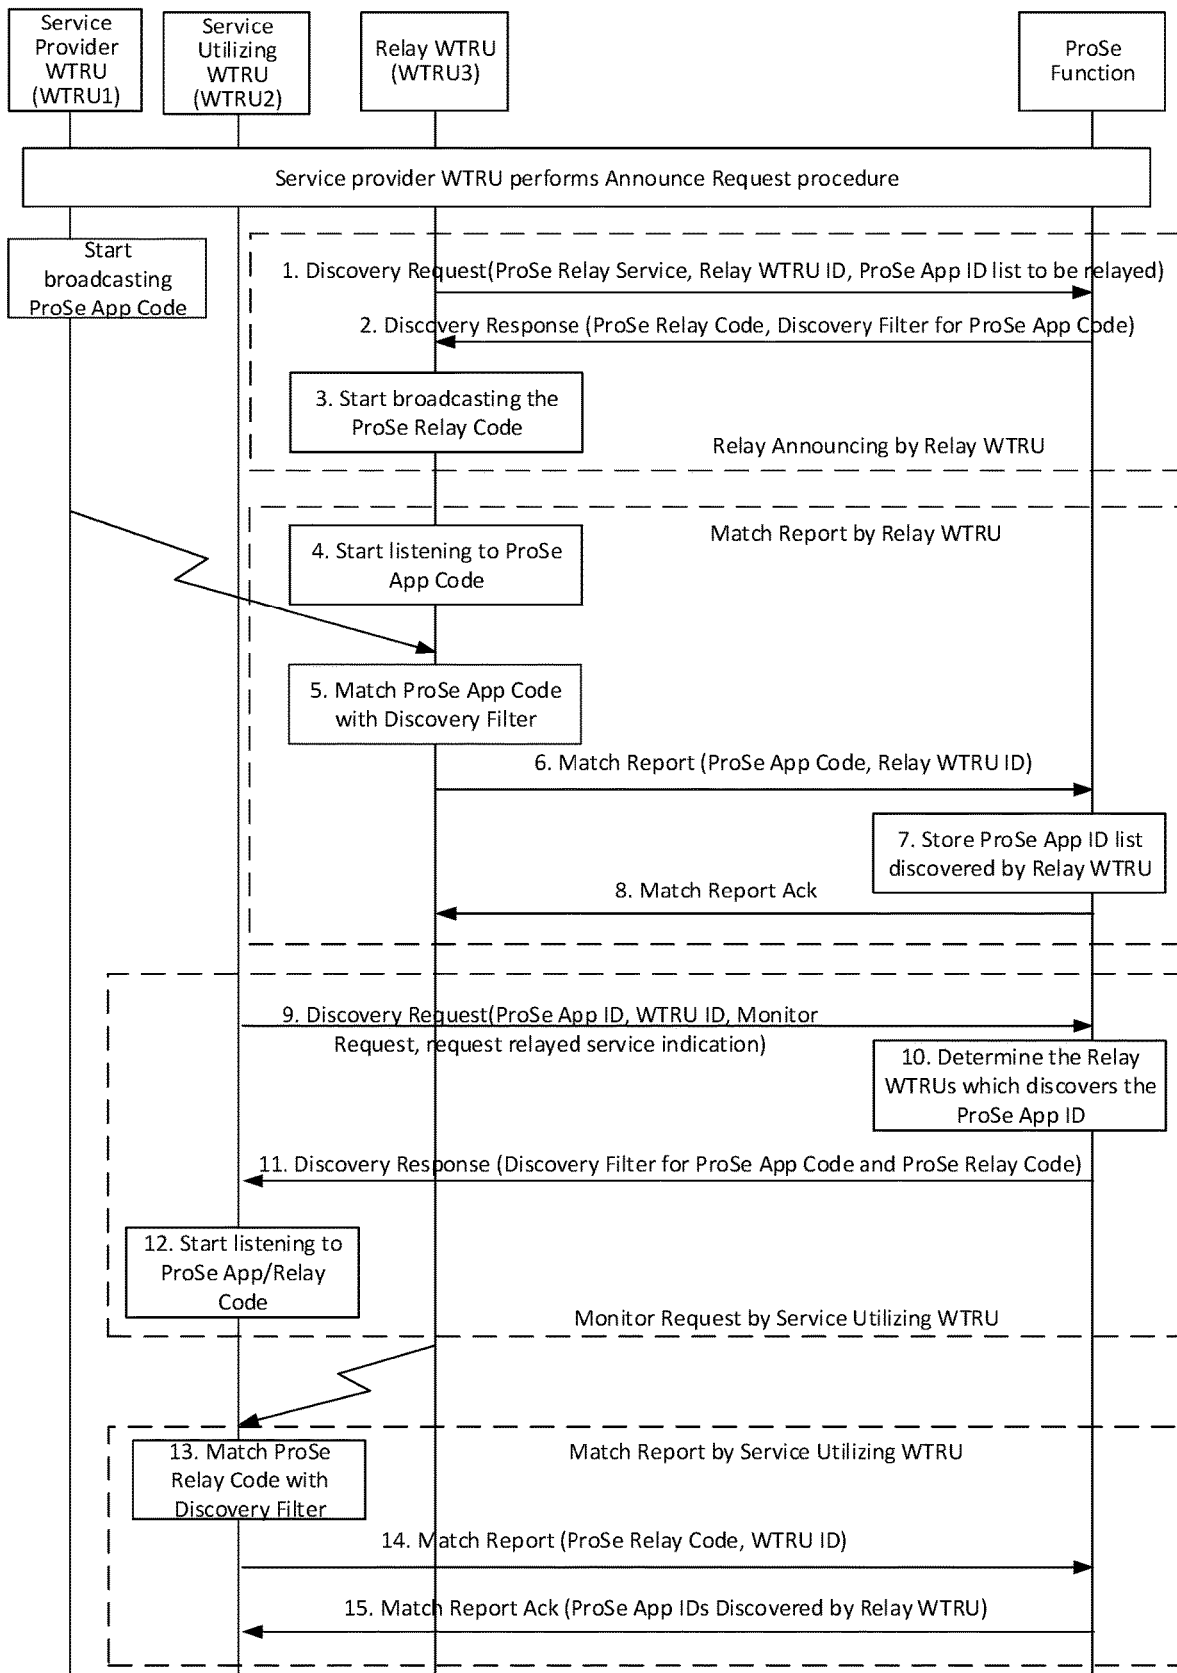 Service
Provider
WTRU
(WTRU1)
Service
Utilizing
WTRU
(WTRU2)
Relay WTRU
(WTRU3)
ProSe
Function
Service provider WTRU performs Announce Request procedure
Start
broadcasting
ProSe App Code
1. Discovery Request(ProSe Relay Service, Relay WTRU ID, ProSe App ID list to be relayed)
2. Discovery Response (ProSe Relay Code, Discovery Filter for ProSe App Code)
3. Start broadcasting the
ProSe Relay Code
Relay Announcing by Relay WTRU
Match Report by Relay WTRU
4. Start listening to ProSe
App Code
5. Match ProSe App Code
with Discovery Filter
6. Match Report (ProSe App Code, Relay WTRU ID)
7. Store ProSe App ID list
discovered by Relay WTRU
8. Match Report Ack
9. Discovery Request(ProSe App ID, WTRU ID, Monitor
Request, request relayed service indication)
10. Determine the Relay
WTRUs which discovers the
ProSe App ID
11. Discovery Response (Discovery Filter for ProSe App Code and ProSe Relay Code)
12. Start listening to
ProSe App/Relay
Code
Monitor Request by Service Utilizing WTRU
13. Match ProSe
Relay Code with
Discovery Filter
Match Report by Service Utilizing WTRU
14. Match Report (ProSe Relay Code, WTRU ID)
15. Match Report Ack (ProSe App IDs Discovered by Relay WTRU)